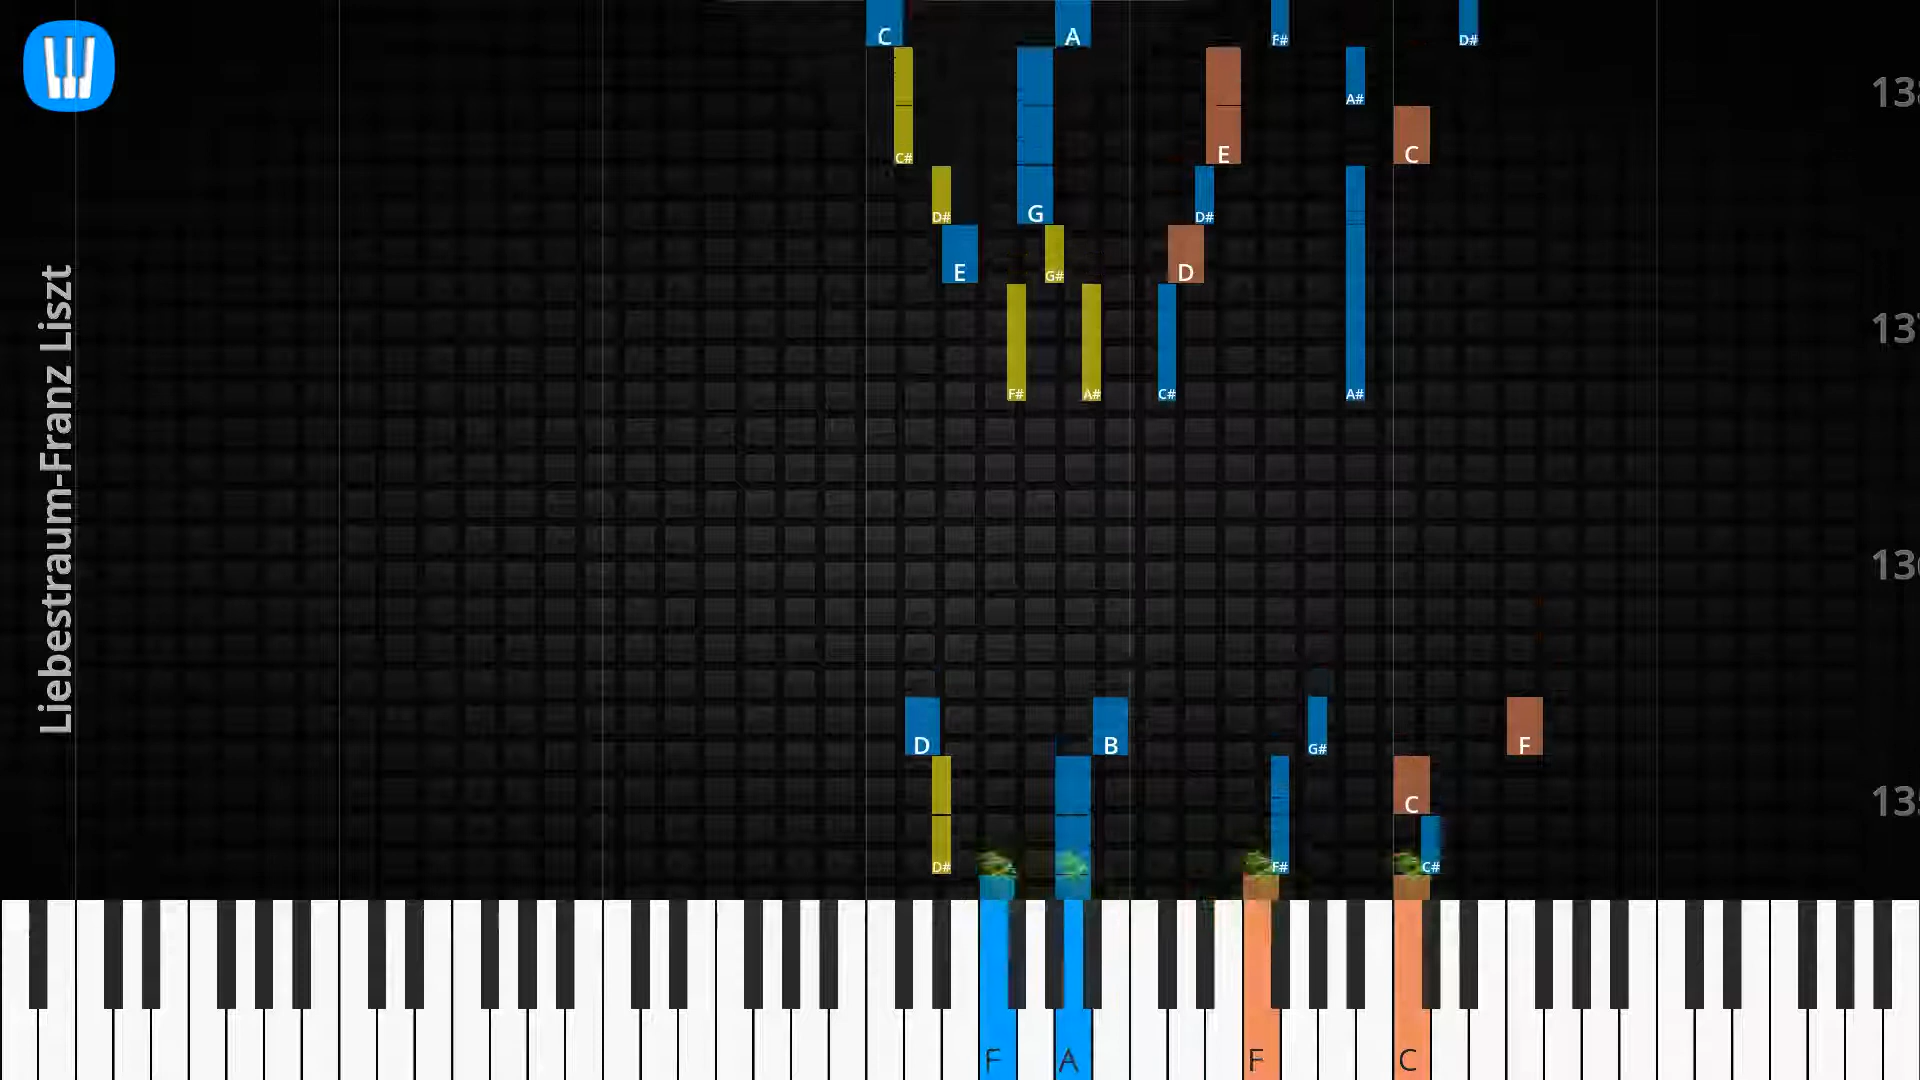 Liebestraum-Franz Liszt
C A F# D#
A#
C# E C
D# G D#
E G# D
F# A# C# A#
D B G# F
C
D# F# C#
F A F C